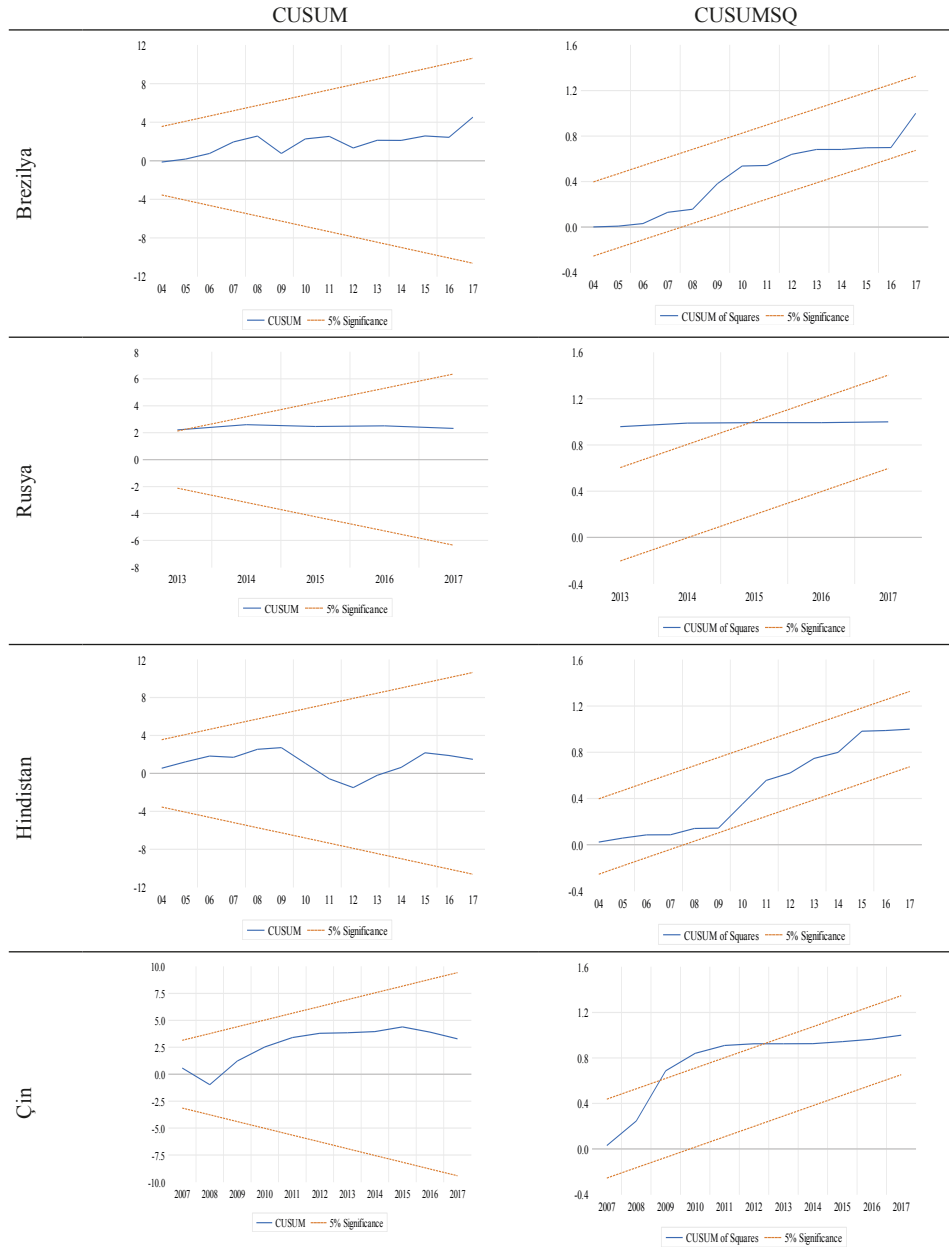 CUSUM CUSUMSQ
Brezilya
12
8
4
0
-4
-8
-12
04 05 06 07 08 09 10 11 12 13 14 15 16 17
CUSUM 5% Significance
1.6
1.2
0.8
0.4
0.0
-0.4
04 05 06 07 08 09 10 11 12 13 14 15 16 17
CUSUM of Squares 5% Significance
Rusya
8
6
4
2
0
-2
-4
-6
-8
2013 2014 2015 2016 2017
CUSUM 5% Significance
1.6
1.2
0.8
0.4
0.0
-0.4
2013 2014 2015 2016 2017
CUSUM of Squares 5% Significance
Hindistan
12
8
4
0
-4
-8
-12
04 05 06 07 08 09 10 11 12 13 14 15 16 17
CUSUM 5% Significance
1.6
1.2
0.8
0.4
0.0
-0.4
04 05 06 07 08 09 10 11 12 13 14 15 16 17
CUSUM of Squares 5% Significance
Çin
10.0
7.5
5.0
2.5
0.0
-2.5
-5.0
-7.5
-10.0
2007 2008 2009 2010 2011 2012 2013 2014 2015 2016 2017
CUSUM 5% Significance
1.6
1.2
0.8
0.4
0.0
-0.4
2007 2008 2009 2010 2011 2012 2013 2014 2015 2016 2017
CUSUM of Squares 5% Significance